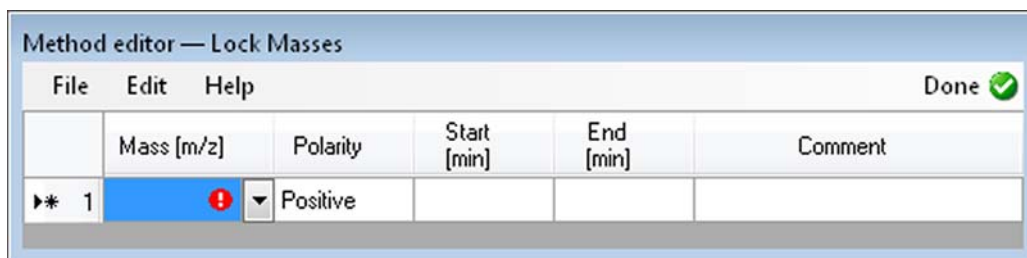 Method editor — Lock Masses
File Edit Help Done
Mass [m/z] Polarity Start [min] End [min] Comment
1 Positive